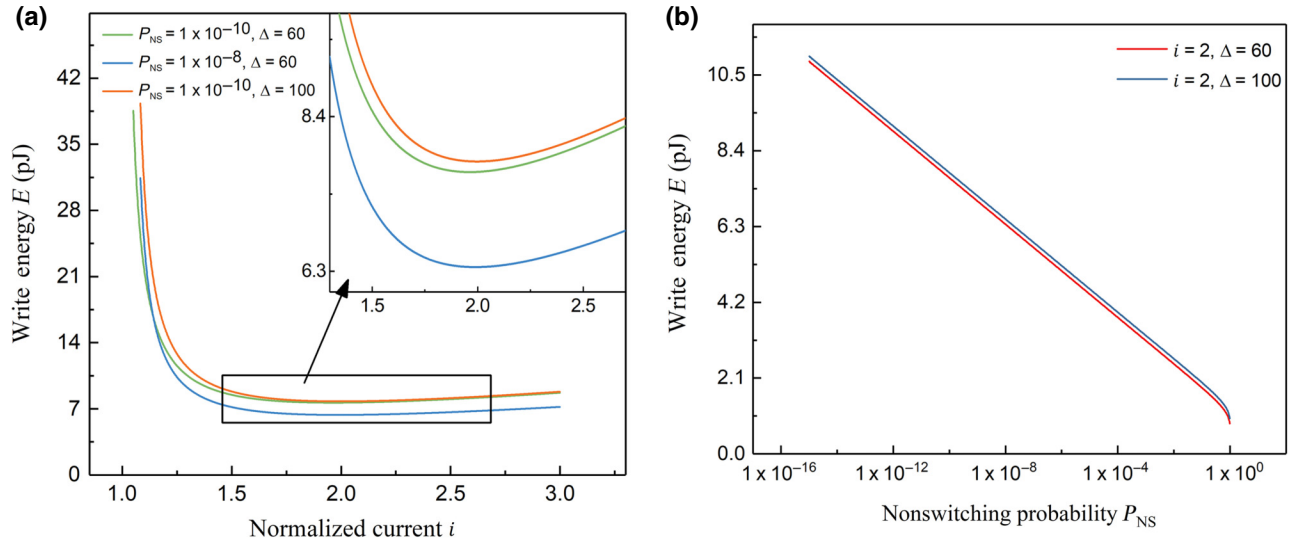 (a)
Write energy E (pJ)
42
35
28
21
14
7
0
1.0 1.5 2.0 2.5 3.0
Normalized current i
P_NS = 1 x 10^−10, Δ = 60
P_NS = 1 x 10^−8, Δ = 60
P_NS = 1 x 10^−10, Δ = 100
8.4
6.3
1.5 2.0 2.5
(b)
Write energy E (pJ)
10.5
8.4
6.3
4.2
2.1
0.0
1 x 10^−16 1 x 10^−12 1 x 10^−8 1 x 10^−4 1 x 10^0
Nonswitching probability P_NS
i = 2, Δ = 60
i = 2, Δ = 100